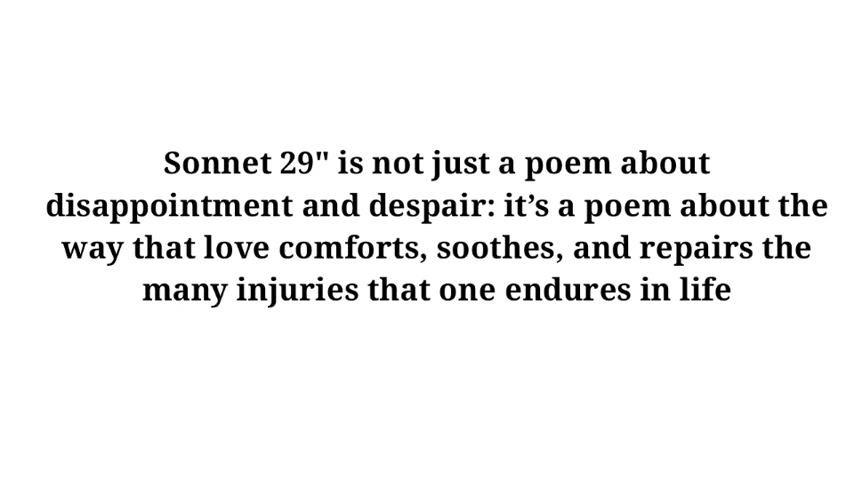 Sonnet 29" is not just a poem about
disappointment and despair: it’s a poem about the
way that love comforts, soothes, and repairs the
many injuries that one endures in life